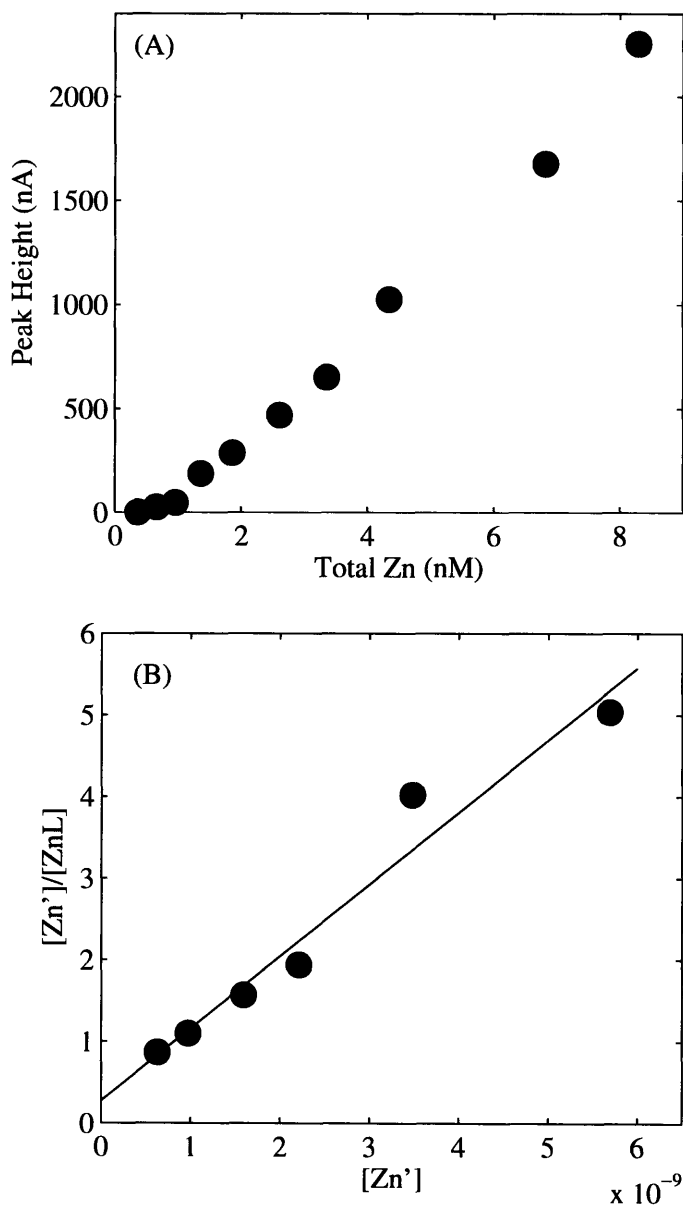 (A)
2000
1500
1000
500
0
Peak Height (nA)
0 2 4 6 8
Total Zn (nM)
(B)
6
5
4
3
2
1
0
[Zn']/[ZnL]
0 1 2 3 4 5 6
[Zn']
x 10⁻⁹